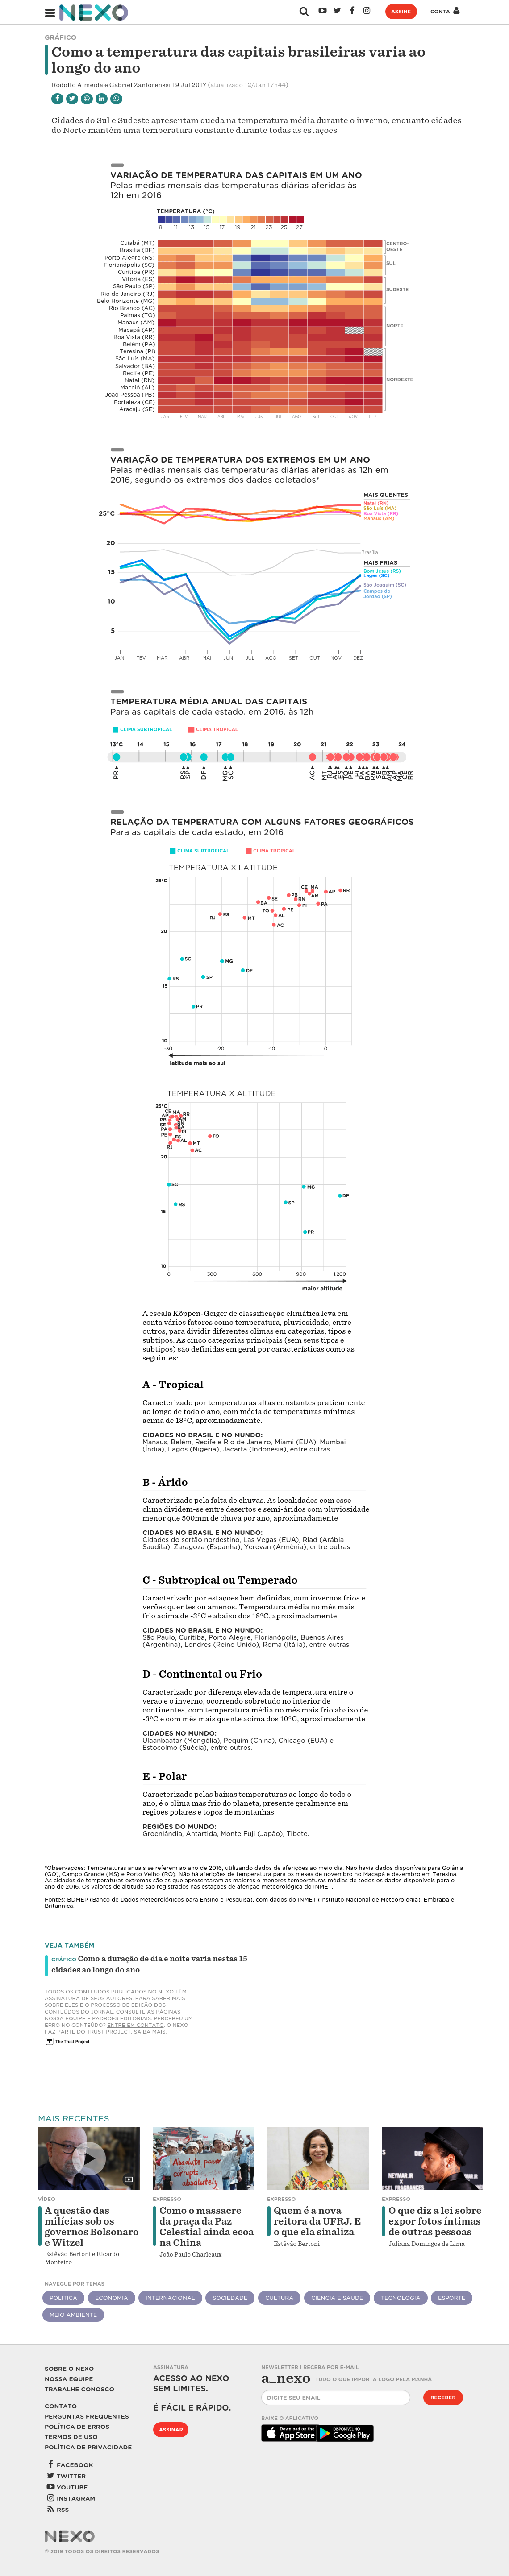 NEXO
ASSINE
CONTA
GRÁFICO
Como a temperatura das capitais brasileiras varia ao
longo do ano
Rodolfo Almeida e Gabriel Zanlorenssi 19 Jul 2017 (atualizado 12/Jan 17h44)
Cidades do Sul e Sudeste apresentam queda na temperatura média durante o inverno, enquanto cidades
do Norte mantêm uma temperatura constante durante todas as estações
VARIAÇÃO DE TEMPERATURA DAS CAPITAIS EM UM ANO
Pelas médias mensais das temperaturas diárias aferidas às
12h em 2016
TEMPERATURA (°C)
8 11 13 15 17 19 21 23 25 27
Cuiabá (MT)
Brasília (DF)
Porto Alegre (RS)
Florianópolis (SC)
Curitiba (PR)
Vitória (ES)
São Paulo (SP)
Rio de Janeiro (RJ)
Belo Horizonte (MG)
Rio Branco (AC)
Palmas (TO)
Manaus (AM)
Macapá (AP)
Boa Vista (RR)
Belém (PA)
Teresina (PI)
São Luís (MA)
Salvador (BA)
Recife (PE)
Natal (RN)
Maceió (AL)
João Pessoa (PB)
Fortaleza (CE)
Aracaju (SE)
CENTRO-
OESTE
SUL
SUDESTE
NORTE
NORDESTE
JAN FEV MAR ABR MAI JUN JUL AGO SET OUT NOV DEZ
VARIAÇÃO DE TEMPERATURA DOS EXTREMOS EM UM ANO
Pelas médias mensais das temperaturas diárias aferidas às 12h em
2016, segundo os extremos dos dados coletados*
MAIS QUENTES
Natal (RN)
São Luís (MA)
Boa Vista (RR)
Manaus (AM)
25°C
20
15
10
5
Brasília
MAIS FRIAS
Bom Jesus (RS)
Lages (SC)
São Joaquim (SC)
Campos do
Jordão (SP)
JAN FEV MAR ABR MAI JUN JUL AGO SET OUT NOV DEZ
TEMPERATURA MÉDIA ANUAL DAS CAPITAIS
Para as capitais de cada estado, em 2016, às 12h
CLIMA SUBTROPICAL CLIMA TROPICAL
13°C 14 15 16 17 18 19 20 21 22 23 24
PR RS SP DF MG SC AC MT RJ
RELAÇÃO DA TEMPERATURA COM ALGUNS FATORES GEOGRÁFICOS
Para as capitais de cada estado, em 2016
CLIMA SUBTROPICAL CLIMA TROPICAL
TEMPERATURA X LATITUDE
25°C
CE MA
AP RR
PB AM
SE RN
BA PI PA
TO PE
RJ ES MT AL
AC
20
SC MG
DF
RS SP
15
PR
10
-30 -20 -10 0
latitude mais ao sul
TEMPERATURA X ALTITUDE
25°C
CE MA RR
AP AM
PB RN
SE BA
PA PI
PE TO
ES AL MT
RJ AC
20
SC MG
DF
RS SP
15
PR
10
0 300 600 900 1.200
maior altitude
A escala Köppen-Geiger de classificação climática leva em
conta vários fatores como temperatura, pluviosidade, entre
outros, para dividir diferentes climas em categorias, tipos e
subtipos. As cinco categorias principais (sem seus tipos e
subtipos) são definidas em geral por características como as
seguintes:
A - Tropical
Caracterizado por temperaturas altas constantes praticamente
ao longo de todo o ano, com média de temperaturas mínimas
acima de 18°C, aproximadamente.
CIDADES NO BRASIL E NO MUNDO:
Manaus, Belém, Recife e Rio de Janeiro, Miami (EUA), Mumbai
(Índia), Lagos (Nigéria), Jacarta (Indonésia), entre outras
B - Árido
Caracterizado pela falta de chuvas. As localidades com esse
clima dividem-se entre desertos e semi-áridos com pluviosidade
menor que 500mm de chuva por ano, aproximadamente
CIDADES NO BRASIL E NO MUNDO:
Cidades do sertão nordestino, Las Vegas (EUA), Riad (Arábia
Saudita), Zaragoza (Espanha), Yerevan (Armênia), entre outras
C - Subtropical ou Temperado
Caracterizado por estações bem definidas, com invernos frios e
verões quentes ou amenos. Temperatura média no mês mais
frio acima de -3°C e abaixo dos 18°C, aproximadamente
CIDADES NO BRASIL E NO MUNDO:
São Paulo, Curitiba, Porto Alegre, Florianópolis, Buenos Aires
(Argentina), Londres (Reino Unido), Roma (Itália), entre outras
D - Continental ou Frio
Caracterizado por diferença elevada de temperatura entre o
verão e o inverno, ocorrendo sobretudo no interior de
continentes, com temperatura média no mês mais frio abaixo de
-3°C e com mês mais quente acima dos 10°C, aproximadamente
CIDADES NO MUNDO:
Ulaanbaatar (Mongólia), Pequim (China), Chicago (EUA) e
Estocolmo (Suécia), entre outros.
E - Polar
Caracterizado pelas baixas temperaturas ao longo de todo o
ano, é o clima mas frio do planeta, presente geralmente em
regiões polares e topos de montanhas
REGIÕES DO MUNDO:
Groenlândia, Antártida, Monte Fuji (Japão), Tibete.
*Observações: Temperaturas anuais se referem ao ano de 2016, utilizando dados de aferições ao meio dia. Não havia dados disponíveis para Goiânia
(GO), Campo Grande (MS) e Porto Velho (RO). Não há aferições de temperatura para os meses de novembro no Macapá e dezembro em Teresina.
As cidades de temperaturas extremas são as que apresentaram as maiores e menores temperaturas médias de todos os dados disponíveis para o
ano de 2016. Os valores de altitude são registrados nas estações de aferição meteorológica do INMET.
Fontes: BDMEP (Banco de Dados Meteorológicos para Ensino e Pesquisa), com dados do INMET (Instituto Nacional de Meteorologia), Embrapa e
Britannica.
VEJA TAMBÉM
GRÁFICO Como a duração de dia e noite varia nestas 15
cidades ao longo do ano
TODOS OS CONTEÚDOS PUBLICADOS NO NEXO TÊM
ASSINATURA DE SEUS AUTORES. PARA SABER MAIS
SOBRE ELES E O PROCESSO DE EDIÇÃO DOS
CONTEÚDOS DO JORNAL, CONSULTE AS PÁGINAS
NOSSA EQUIPE E PADRÕES EDITORIAIS. PERCEBEU UM
ERRO NO CONTEÚDO? ENTRE EM CONTATO. O NEXO
FAZ PARTE DO TRUST PROJECT. SAIBA MAIS
The Trust Project
MAIS RECENTES
Absolute power
corrupts
absolutely
VÍDEO
A questão das
milícias sob os
governos Bolsonaro
e Witzel
Estêvão Bertoni e Ricardo
Monteiro
EXPRESSO
Como o massacre
da praça da Paz
Celestial ainda ecoa
na China
João Paulo Charleaux
EXPRESSO
Quem é a nova
reitora da UFRJ. E
o que ela sinaliza
Estêvão Bertoni
EXPRESSO
O que diz a lei sobre
expor fotos íntimas
de outras pessoas
Juliana Domingos de Lima
NAVEGUE POR TEMAS
POLÍTICA ECONOMIA INTERNACIONAL SOCIEDADE CULTURA CIÊNCIA E SAÚDE TECNOLOGIA ESPORTE
MEIO AMBIENTE
SOBRE O NEXO
NOSSA EQUIPE
TRABALHE CONOSCO
CONTATO
PERGUNTAS FREQUENTES
POLÍTICA DE ERROS
TERMOS DE USO
POLÍTICA DE PRIVACIDADE
FACEBOOK
TWITTER
YOUTUBE
INSTAGRAM
RSS
ASSINATURA
ACESSO AO NEXO
SEM LIMITES.
É FÁCIL E RÁPIDO.
ASSINAR
NEWSLETTER | RECEBA POR E-MAIL
a_nexo TUDO O QUE IMPORTA LOGO PELA MANHÃ
DIGITE SEU EMAIL
RECEBER
BAIXE O APLICATIVO
Download on the
App Store
DISPONÍVEL NO
Google Play
NEXO
© 2019 TODOS OS DIREITOS RESERVADOS